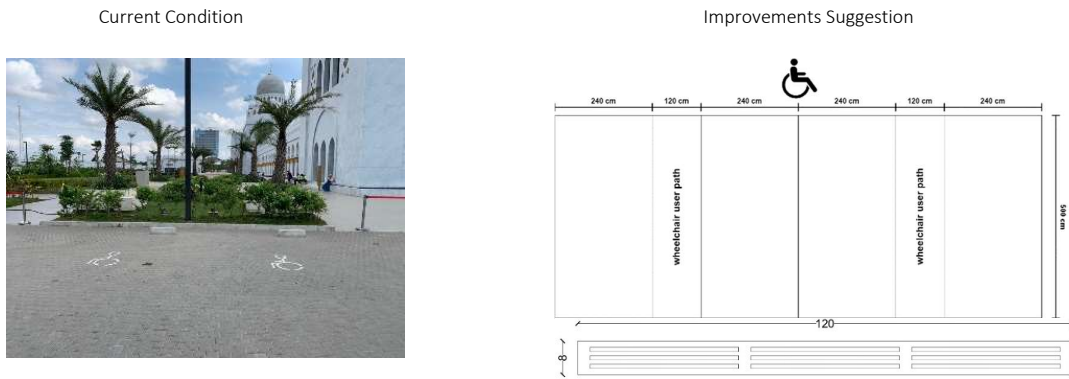 Current Condition
Improvements Suggestion
240 cm 120 cm 240 cm 240 cm 120 cm 240 cm
wheelchair user path
wheelchair user path
500 cm
120
8